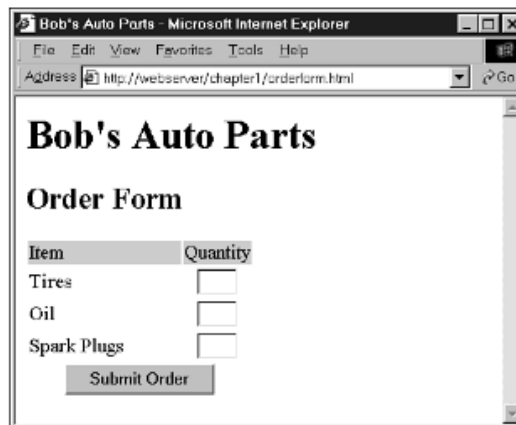 Bob's Auto Parts - Microsoft Internet Explorer
File Edit View Favorites Tools Help
Address http://webserver/chapter1/orderform.html Go
Bob's Auto Parts
Order Form
Item Quantity
Tires
Oil
Spark Plugs
Submit Order